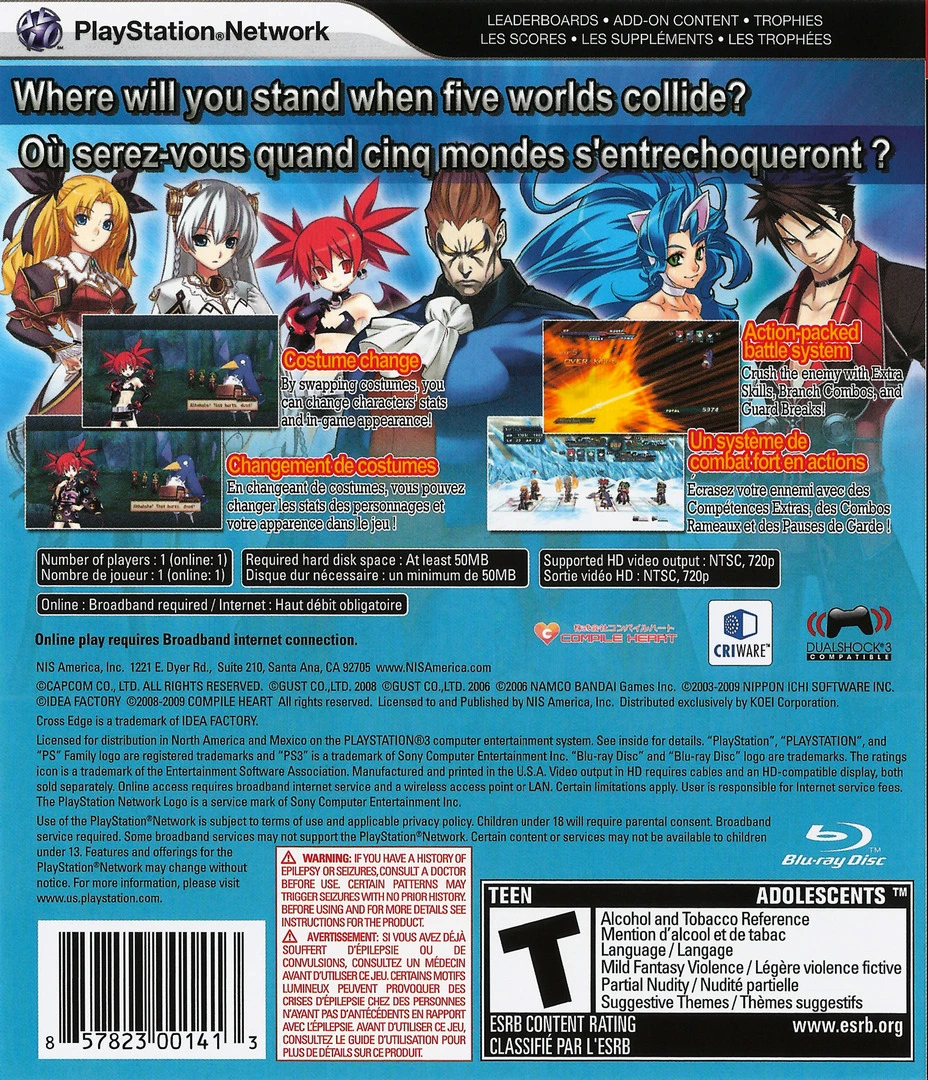 PlayStation®Network
LEADERBOARDS • ADD-ON CONTENT • TROPHIES
LES SCORES • LES SUPPLÉMENTS • LES TROPHÉES
Where will you stand when five worlds collide?
Où serez-vous quand cinq mondes s'entrechoqueront ?
Costume change
By swapping costumes, you
can change characters' stats
and in-game appearance!
Action-packed
battle system
Crush the enemy with Extra
Skills, Branch Combos, and
Guard Breaks!
Changement de costumes
En changeant de costumes, vous pouvez
changer les stats des personnages et
votre apparence dans le jeu !
Un système de
combat fort en actions
Écrasez votre ennemi avec des
Compétences Extras, des Combos
Rameaux et des Pauses de Garde !
Number of players : 1 (online: 1)
Nombre de joueur : 1 (online: 1)
Required hard disk space : At least 50MB
Disque dur nécessaire : un minimum de 50MB
Supported HD video output : NTSC, 720p
Sortie vidéo HD : NTSC, 720p
Online : Broadband required / Internet : Haut débit obligatoire
株式会社コンパイルハート
COMPILE HEART
CRIWARE™
DUALSHOCK®3
COMPATIBLE
Online play requires Broadband internet connection.
NIS America, Inc. 1221 E. Dyer Rd., Suite 210, Santa Ana, CA 92705 www.NISAmerica.com
©CAPCOM CO., LTD. ALL RIGHTS RESERVED. ©GUST CO.,LTD. 2008 ©GUST CO.,LTD. 2006 ©2006 NAMCO BANDAI Games Inc. ©2003-2009 NIPPON ICHI SOFTWARE INC.
©IDEA FACTORY ©2008-2009 COMPILE HEART All rights reserved. Licensed to and Published by NIS America, Inc. Distributed exclusively by KOEI Corporation.
Cross Edge is a trademark of IDEA FACTORY.
Licensed for distribution in North America and Mexico on the PLAYSTATION®3 computer entertainment system. See inside for details. "PlayStation", "PLAYSTATION", and
"PS" Family logo are registered trademarks and "PS3" is a trademark of Sony Computer Entertainment Inc. "Blu-ray Disc" and "Blu-ray Disc" logo are trademarks. The ratings
icon is a trademark of the Entertainment Software Association. Manufactured and printed in the U.S.A. Video output in HD requires cables and an HD-compatible display, both
sold separately. Online access requires broadband internet service and a wireless access point or LAN. Certain limitations apply. User is responsible for Internet service fees.
The PlayStation Network Logo is a service mark of Sony Computer Entertainment Inc.
Use of the PlayStation®Network is subject to terms of use and applicable privacy policy. Children under 18 will require parental consent. Broadband
service required. Some broadband services may not support the PlayStation®Network. Certain content or services may not be available to children
under 13. Features and offerings for the
PlayStation®Network may change without
notice. For more information, please visit
www.us.playstation.com.
Blu-ray Disc™
WARNING: IF YOU HAVE A HISTORY OF
EPILEPSY OR SEIZURES, CONSULT A DOCTOR
BEFORE USE. CERTAIN PATTERNS MAY
TRIGGER SEIZURES WITH NO PRIOR HISTORY.
BEFORE USING AND FOR MORE DETAILS SEE
INSTRUCTIONS FOR THE PRODUCT.
AVERTISSEMENT: SI VOUS AVEZ DÉJÀ
SOUFFERT D'ÉPILEPSIE OU DE
CONVULSIONS, CONSULTEZ UN MÉDECIN
AVANT D'UTILISER CE JEU. CERTAINS MOTIFS
LUMINEUX PEUVENT PROVOQUER DES
CRISES D'ÉPILEPSIE CHEZ DES PERSONNES
N'AYANT PAS D'ANTÉCÉDENTS EN RAPPORT
AVEC L'ÉPILEPSIE. AVANT D'UTILISER CE JEU,
CONSULTEZ LE GUIDE D'UTILISATION POUR
PLUS DE DÉTAILS SUR CE PRODUIT.
TEEN
ADOLESCENTS ™
T
Alcohol and Tobacco Reference
Mention d'alcool et de tabac
Language / Langage
Mild Fantasy Violence / Légère violence fictive
Partial Nudity / Nudité partielle
Suggestive Themes / Thèmes suggestifs
ESRB CONTENT RATING
www.esrb.org
CLASSIFIÉ PAR L'ESRB
8 57823 00141 3